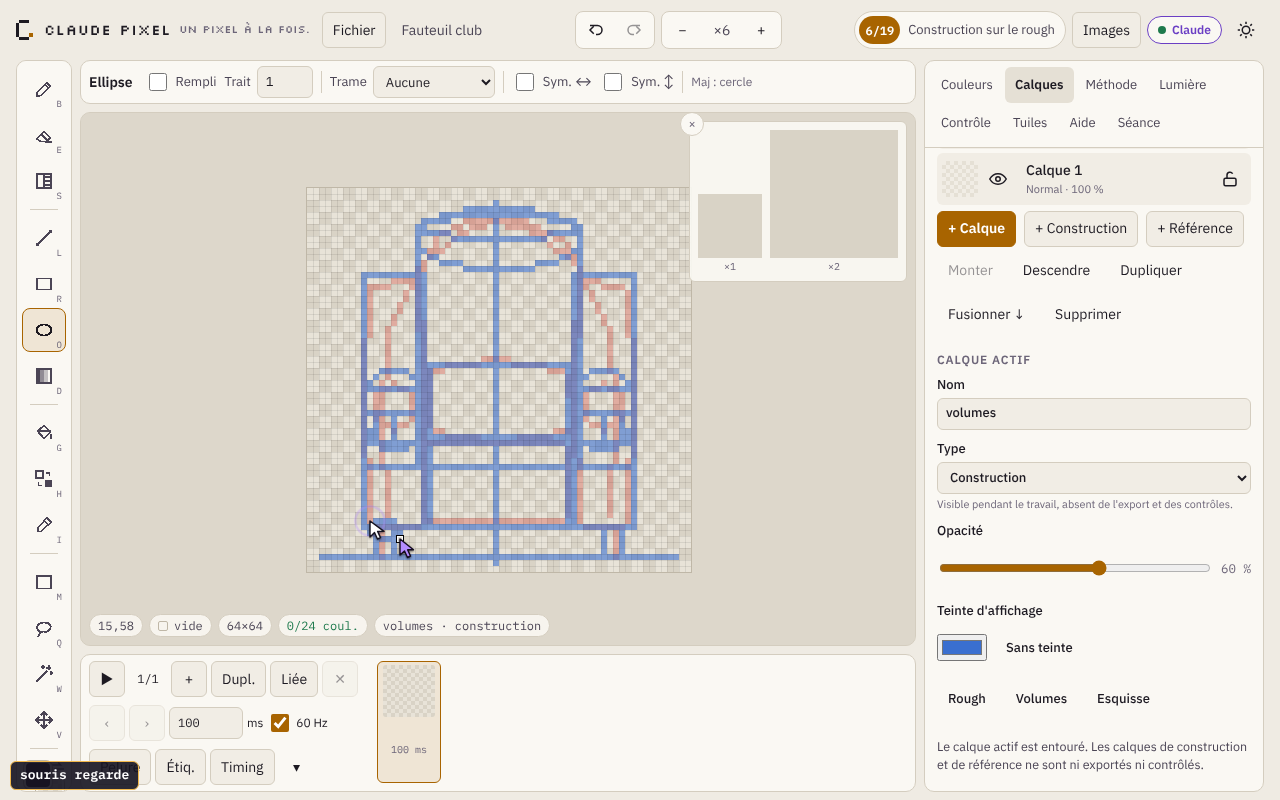 CLAUDE PIXEL UN PIXEL À LA FOIS.
Fichier
Fauteuil club
− ×6 +
6/19 Construction sur le rough
Images
Claude
Ellipse
Rempli
Trait 1
Trame Aucune
Sym. ↔
Sym. ↕
Maj : cercle
B
E
S
L
R
O
D
G
H
I
M
Q
W
V
×
×1
×2
15,58
vide
64×64
0/24 coul.
volumes · construction
1/1
+
Dupl.
Liée
×
‹
›
100 ms
60 Hz
Étiq.
Timing
▼
100 ms
souris regarde
Couleurs
Calques
Méthode
Lumière
Contrôle
Tuiles
Aide
Séance
Calque 1
Normal · 100 %
+ Calque
+ Construction
+ Référence
Monter
Descendre
Dupliquer
Fusionner ↓
Supprimer
CALQUE ACTIF
Nom
volumes
Type
Construction
Visible pendant le travail, absent de l'export et des contrôles.
Opacité
60 %
Teinte d'affichage
Sans teinte
Rough
Volumes
Esquisse
Le calque actif est entouré. Les calques de construction
et de référence ne sont ni exportés ni contrôlés.